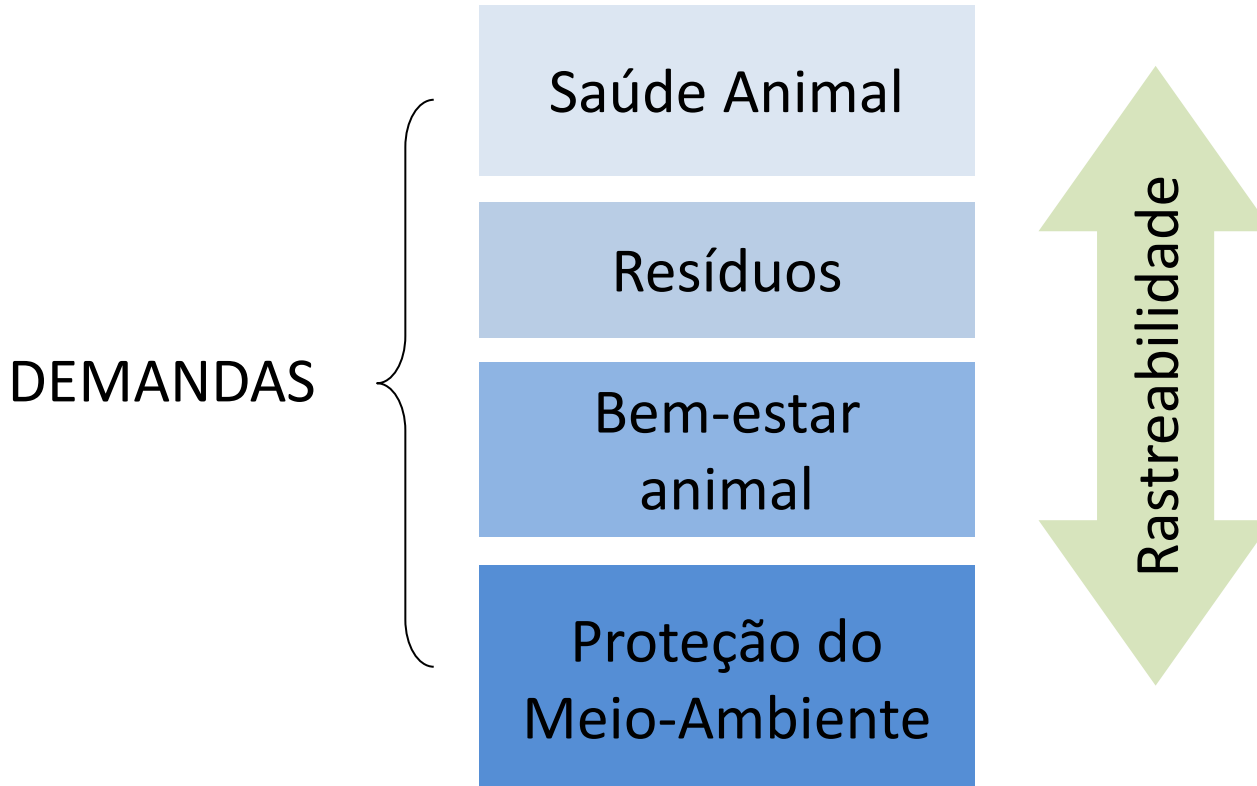 DEMANDAS
Saúde Animal
Resíduos
Bem-estar
animal
Proteção do
Meio-Ambiente
Rastreabilidade